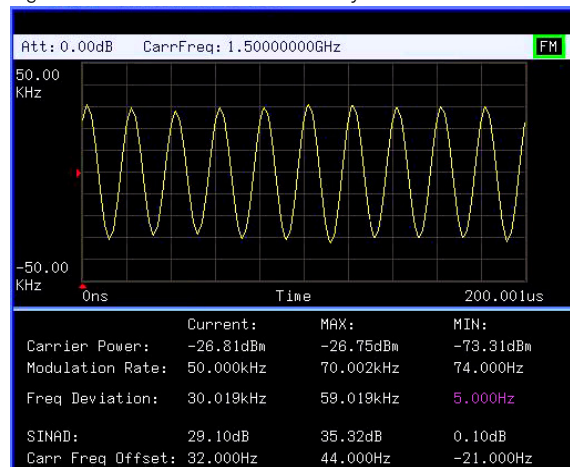 Att:0.00dB CarrFreq:1.50000000GHz FM
50.00
KHz
-50.00
KHz
0ns Time 200.001us
Current: MAX: MIN:
Carrier Power: -26.81dBm -26.75dBm -73.31dBm
Modulation Rate: 50.000kHz 70.002kHz 74.000Hz
Freq Deviation: 30.019kHz 59.019kHz 5.000Hz
SINAD: 29.10dB 35.32dB 0.10dB
Carr Freq Offset: 32.000Hz 44.000Hz -21.000Hz